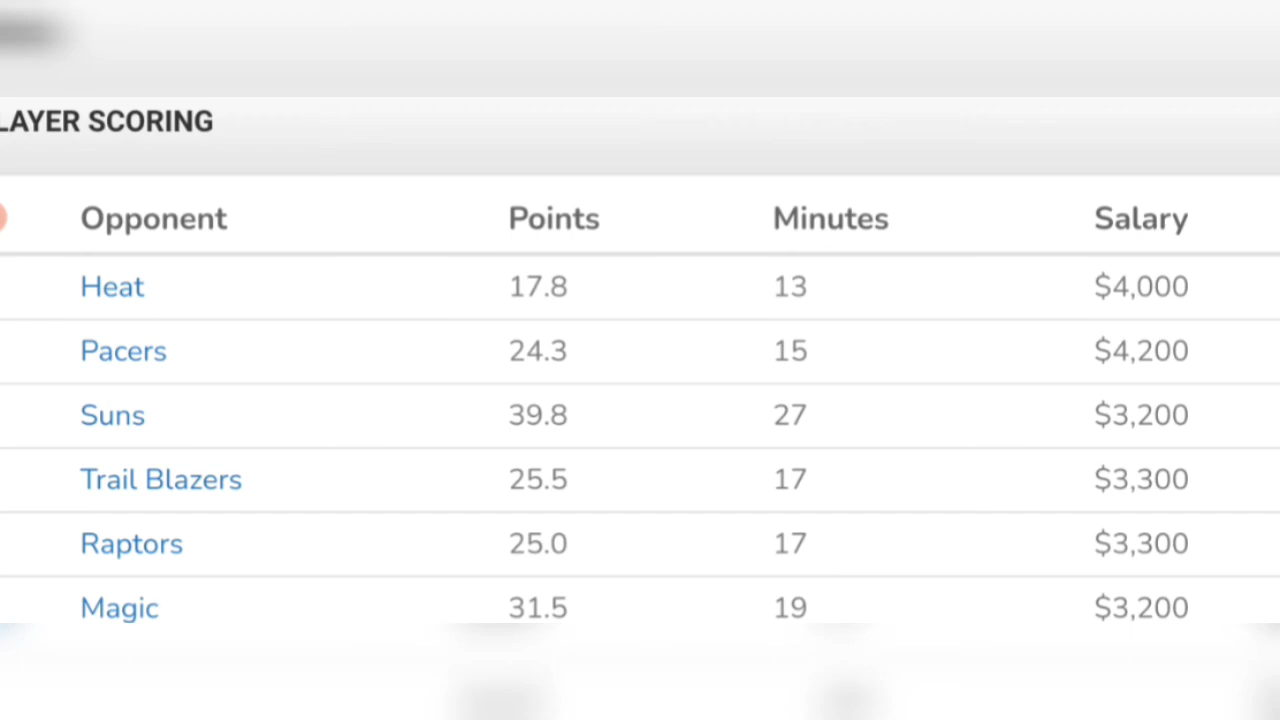 LAYER SCORING
Opponent Points Minutes Salary
Heat 17.8 13 $4,000
Pacers 24.3 15 $4,200
Suns 39.8 27 $3,200
Trail Blazers 25.5 17 $3,300
Raptors 25.0 17 $3,300
Magic 31.5 19 $3,200